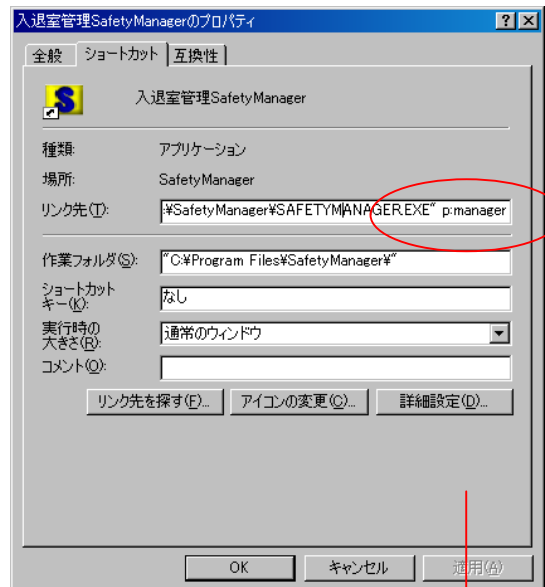 入退室管理SafetyManagerのプロパティ
全般 ショートカット 互換性
入退室管理SafetyManager
種類: アプリケーション
場所: SafetyManager
リンク先(T): :¥SafetyManager¥SAFETYMANAGER.EXE" p:manager
作業フォルダ(S): "C:¥Program Files¥SafetyManager¥"
ショートカット
キー(K): なし
実行時の
大きさ(R): 通常のウィンドウ
コメント(O):
リンク先を探す(F)... アイコンの変更(C)... 詳細設定(D)...
OK キャンセル 適用(A)